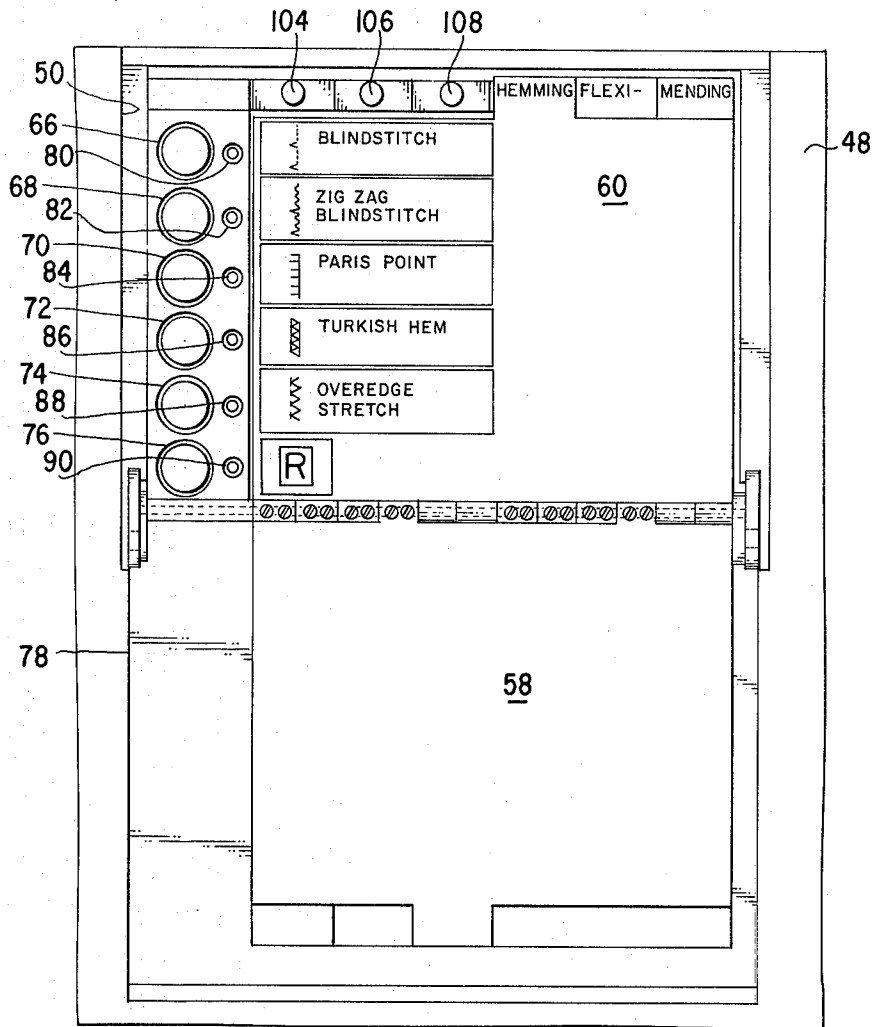 104 106 108
50
HEMMING FLEXI- MENDING
66
BLINDSTITCH
48
80
60
68
ZIG ZAG
BLINDSTITCH
82
70
PARIS POINT
84
72
TURKISH HEM
86
74
OVEREDGE
STRETCH
88
76
90
R
78
58